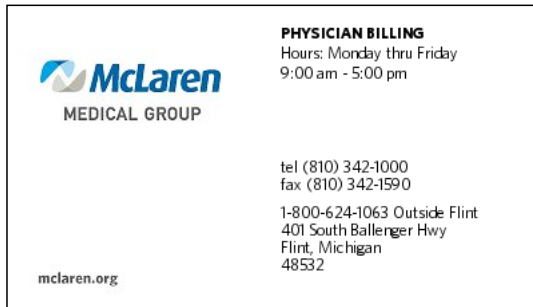 McLaren
MEDICAL GROUP
mclaren.org
PHYSICIAN BILLING
Hours: Monday thru Friday
9:00 am - 5:00 pm
tel (810) 342-1000
fax (810) 342-1590
1-800-624-1063 Outside Flint
401 South Ballenger Hwy
Flint, Michigan
48532